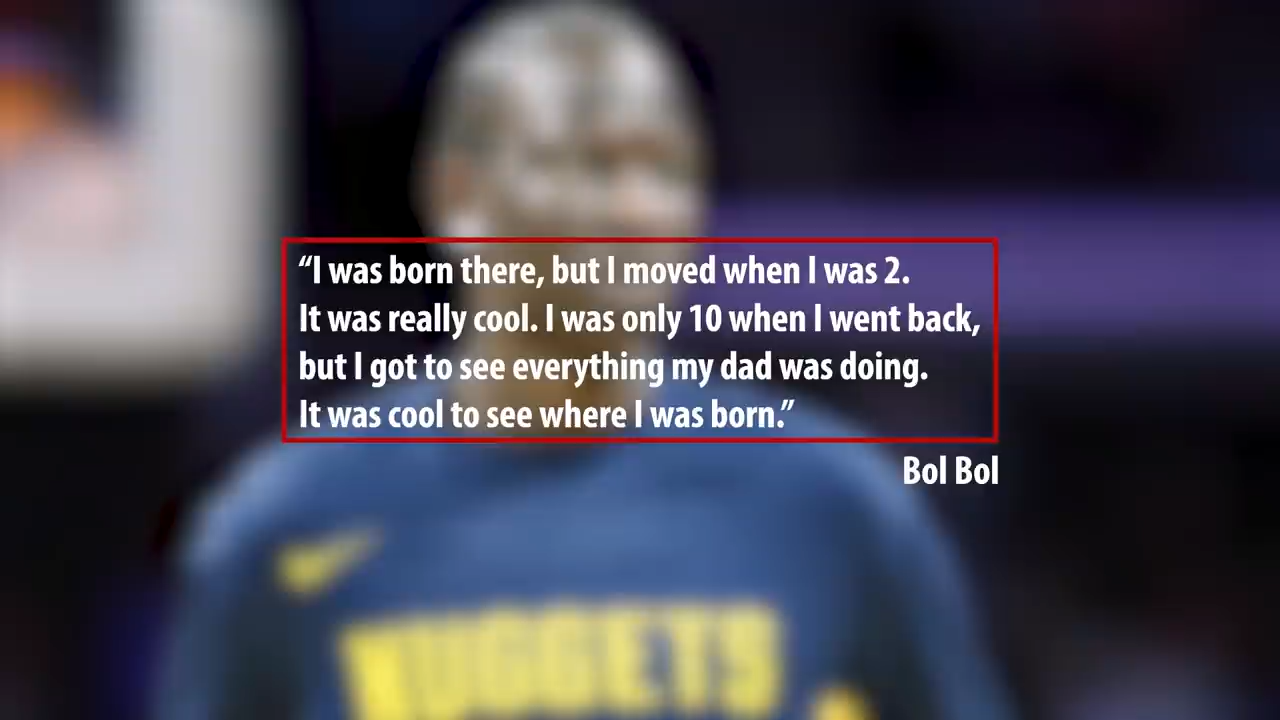 “I was born there, but I moved when I was 2.
It was really cool. I was only 10 when I went back,
but I got to see everything my dad was doing.
It was cool to see where I was born.”
Bol Bol
NUGGETS